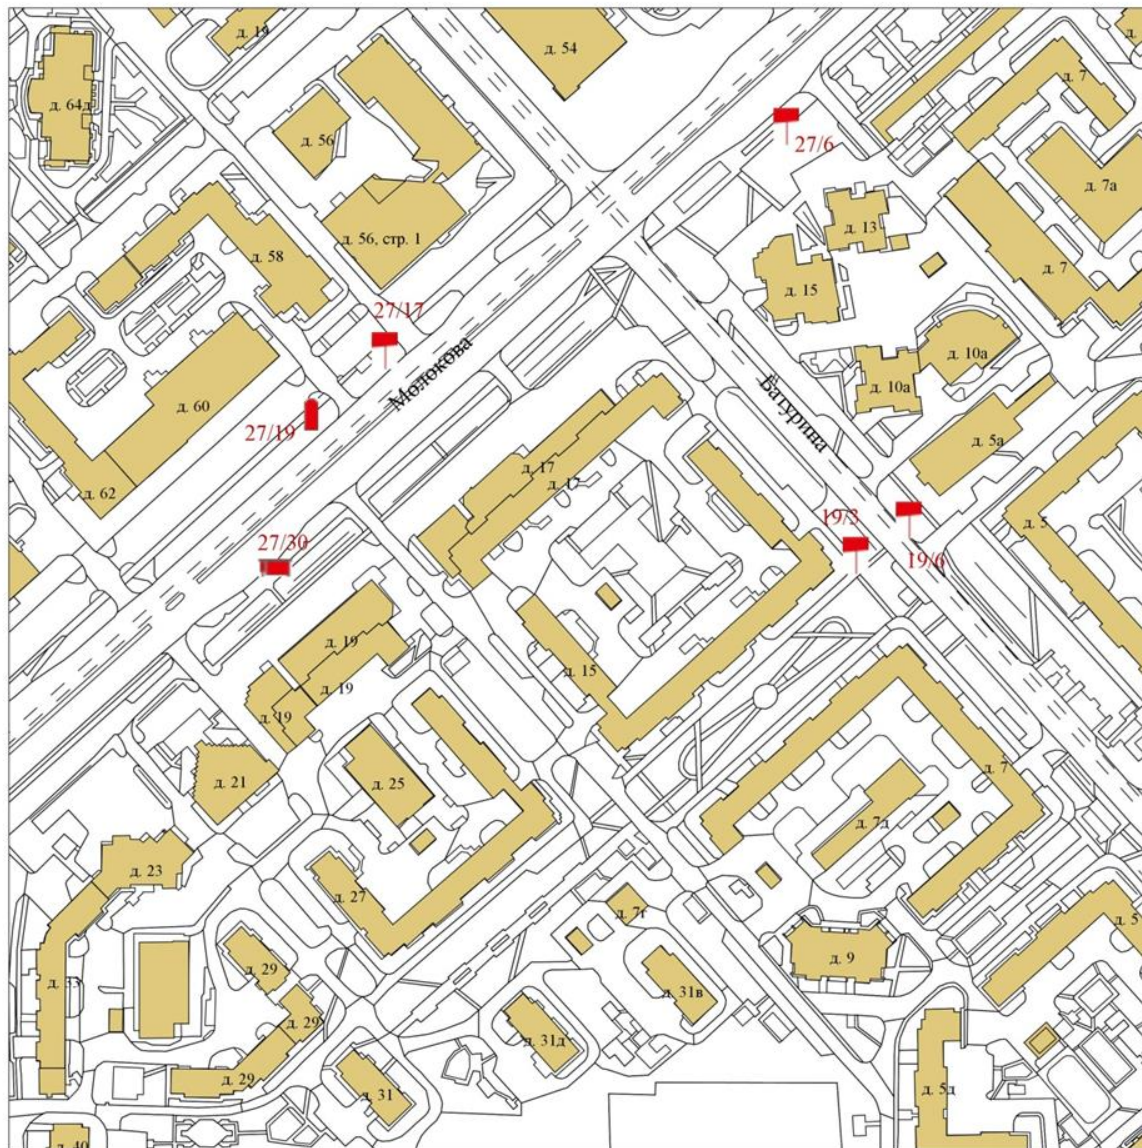 д. 19
д. 54
д. 64д
д. 56
27/6
д. 7
д. 7а
д. 56, стр. 1
д. 58
д. 13
д. 7
д. 15
27/17
Молокова
д. 10а
д. 10а
Батурина
д. 60
27/19
д. 62
д. 17
д. 17
д. 5а
19/3
д. 5
27/30
19/6
д. 19
д. 19
д. 19
д. 15
д. 21
д. 25
д. 7
д. 7д
д. 23
д. 27
д. 7г
д. 5
д. 9
д. 33
д. 29
д. 29
д. 29
д. 31в
д. 31д
д. 31
д. 5д
д. 40